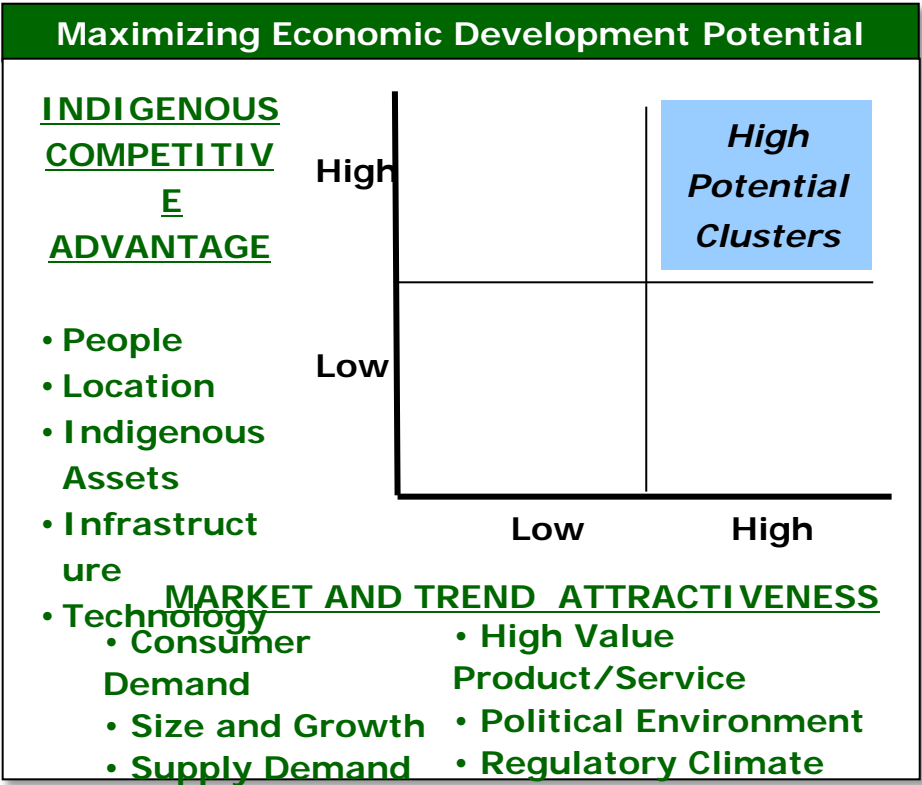 Maximizing Economic Development Potential
INDIGENOUS
COMPETITIV
E
ADVANTAGE
• People
• Location
• Indigenous
Assets
• Infrastruct
ure
• Technology
High
Low
High
Potential
Clusters
Low High
MARKET AND TREND ATTRACTIVENESS
• Consumer
Demand
• Size and Growth
• Supply Demand
• High Value
Product/Service
• Political Environment
• Regulatory Climate